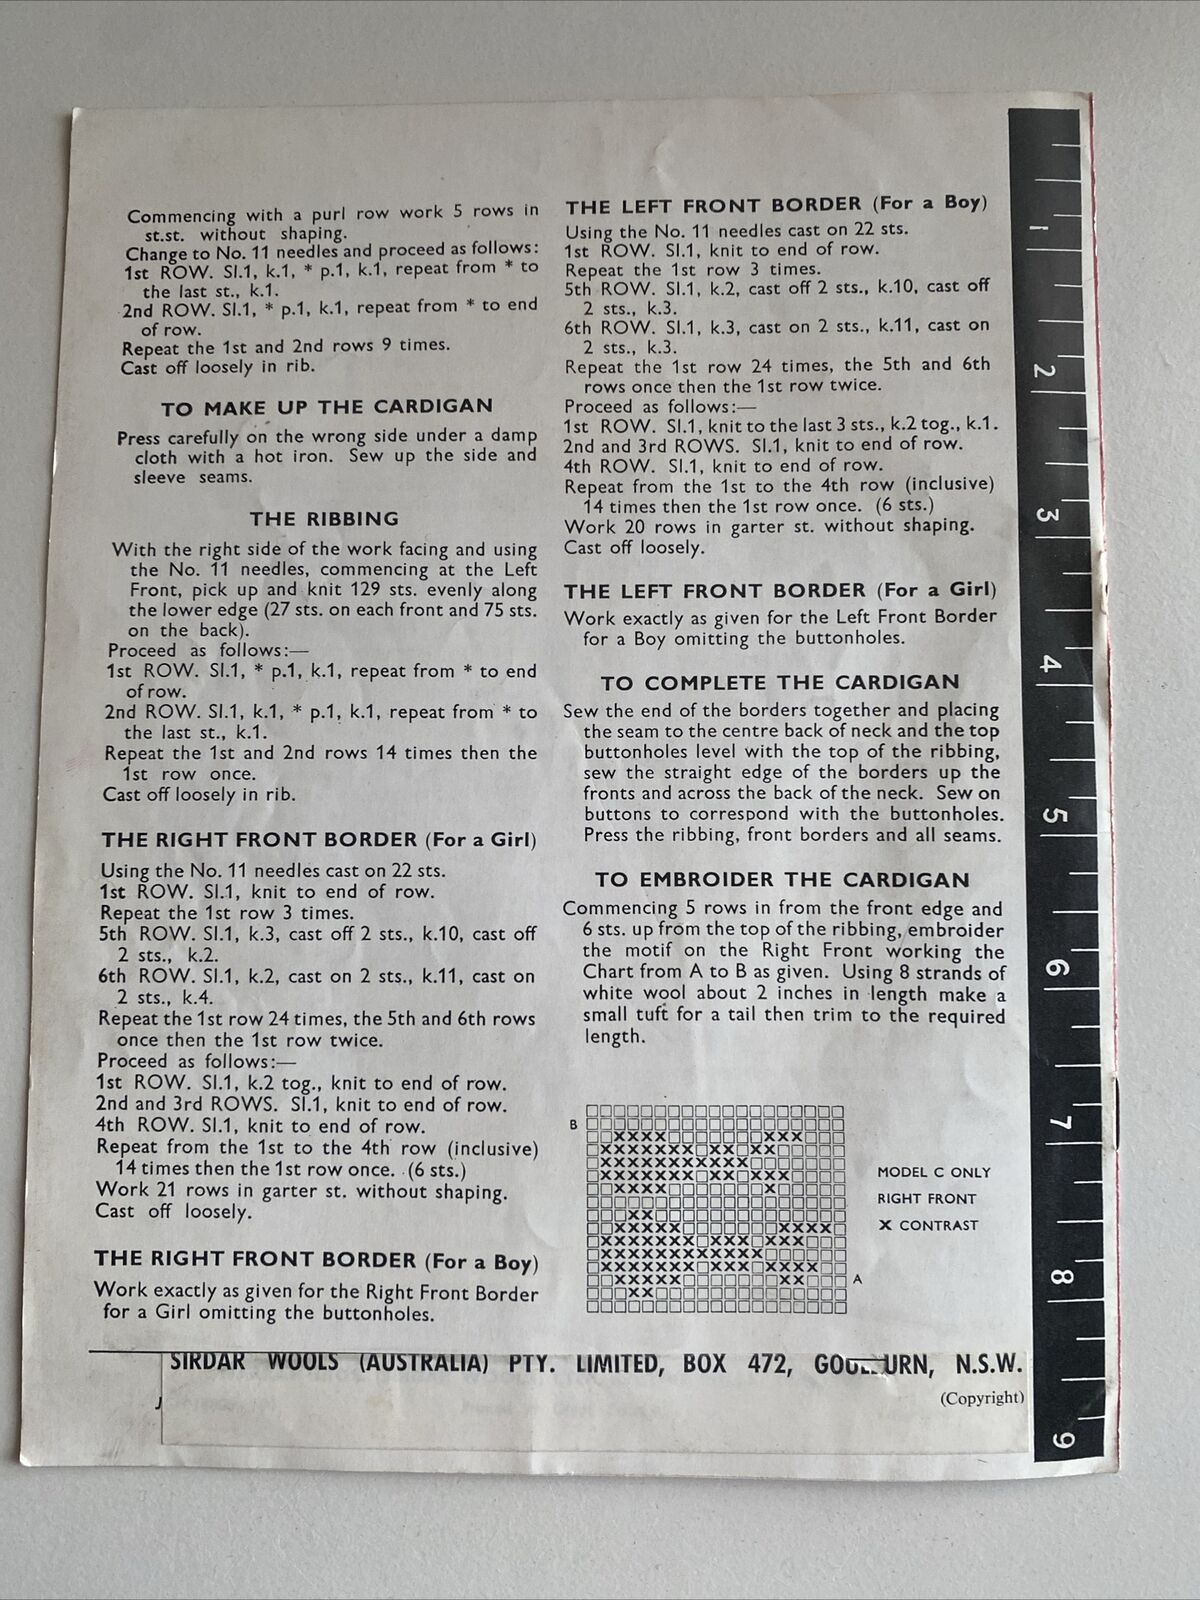 Commencing with a purl row work 5 rows in
st.st. without shaping.
Change to No. 11 needles and proceed as follows:
1st ROW. Sl.1, k.1, * p.1, k.1, repeat from * to
the last st., k.1.
2nd ROW. Sl.1, * p.1, k.1, repeat from * to end
of row.
Repeat the 1st and 2nd rows 9 times.
Cast off loosely in rib.
TO MAKE UP THE CARDIGAN
Press carefully on the wrong side under a damp
cloth with a hot iron. Sew up the side and
sleeve seams.
THE RIBBING
With the right side of the work facing and using
the No. 11 needles, commencing at the Left
Front, pick up and knit 129 sts. evenly along
the lower edge (27 sts. on each front and 75 sts.
on the back).
Proceed as follows:—
1st ROW. Sl.1, * p.1, k.1, repeat from * to end
of row.
2nd ROW. Sl.1, k.1, * p.1, k.1, repeat from * to
the last st., k.1.
Repeat the 1st and 2nd rows 14 times then the
1st row once.
Cast off loosely in rib.
THE RIGHT FRONT BORDER (For a Girl)
Using the No. 11 needles cast on 22 sts.
1st ROW. Sl.1, knit to end of row.
Repeat the 1st row 3 times.
5th ROW. Sl.1, k.3, cast off 2 sts., k.10, cast off
2 sts., k.2.
6th ROW. Sl.1, k.2, cast on 2 sts., k.11, cast on
2 sts., k.4.
Repeat the 1st row 24 times, the 5th and 6th rows
once then the 1st row twice.
Proceed as follows:—
1st ROW. Sl.1, k.2 tog., knit to end of row.
2nd and 3rd ROWS. Sl.1, knit to end of row.
4th ROW. Sl.1, knit to end of row.
Repeat from the 1st to the 4th row (inclusive)
14 times then the 1st row once. (6 sts.)
Work 21 rows in garter st. without shaping.
Cast off loosely.
THE RIGHT FRONT BORDER (For a Boy)
Work exactly as given for the Right Front Border
for a Girl omitting the buttonholes.
THE LEFT FRONT BORDER (For a Boy)
Using the No. 11 needles cast on 22 sts.
1st ROW. Sl.1, knit to end of row.
Repeat the 1st row 3 times.
5th ROW. Sl.1, k.2, cast off 2 sts., k.10, cast off
2 sts., k.3.
6th ROW. Sl.1, k.3, cast on 2 sts., k.11, cast on
2 sts., k.3.
Repeat the 1st row 24 times, the 5th and 6th
rows once then the 1st row twice.
Proceed as follows:—
1st ROW. Sl.1, knit to the last 3 sts., k.2 tog., k.1.
2nd and 3rd ROWS. Sl.1, knit to end of row.
4th ROW. Sl.1, knit to end of row.
Repeat from the 1st to the 4th row (inclusive)
14 times then the 1st row once. (6 sts.)
Work 20 rows in garter st. without shaping.
Cast off loosely.
THE LEFT FRONT BORDER (For a Girl)
Work exactly as given for the Left Front Border
for a Boy omitting the buttonholes.
TO COMPLETE THE CARDIGAN
Sew the end of the borders together and placing
the seam to the centre back of neck and the top
buttonholes level with the top of the ribbing,
sew the straight edge of the borders up the
fronts and across the back of the neck. Sew on
buttons to correspond with the buttonholes.
Press the ribbing, front borders and all seams.
TO EMBROIDER THE CARDIGAN
Commencing 5 rows in from the front edge and
6 sts. up from the top of the ribbing, embroider
the motif on the Right Front working the
Chart from A to B as given. Using 8 strands of
white wool about 2 inches in length make a
small tuft for a tail then trim to the required
length.
B
A
MODEL C ONLY
RIGHT FRONT
X CONTRAST
SIRDAR WOOLS (AUSTRALIA) PTY. LIMITED, BOX 472, GOULBURN, N.S.W.
(Copyright)
1
2
3
4
5
6
7
8
9